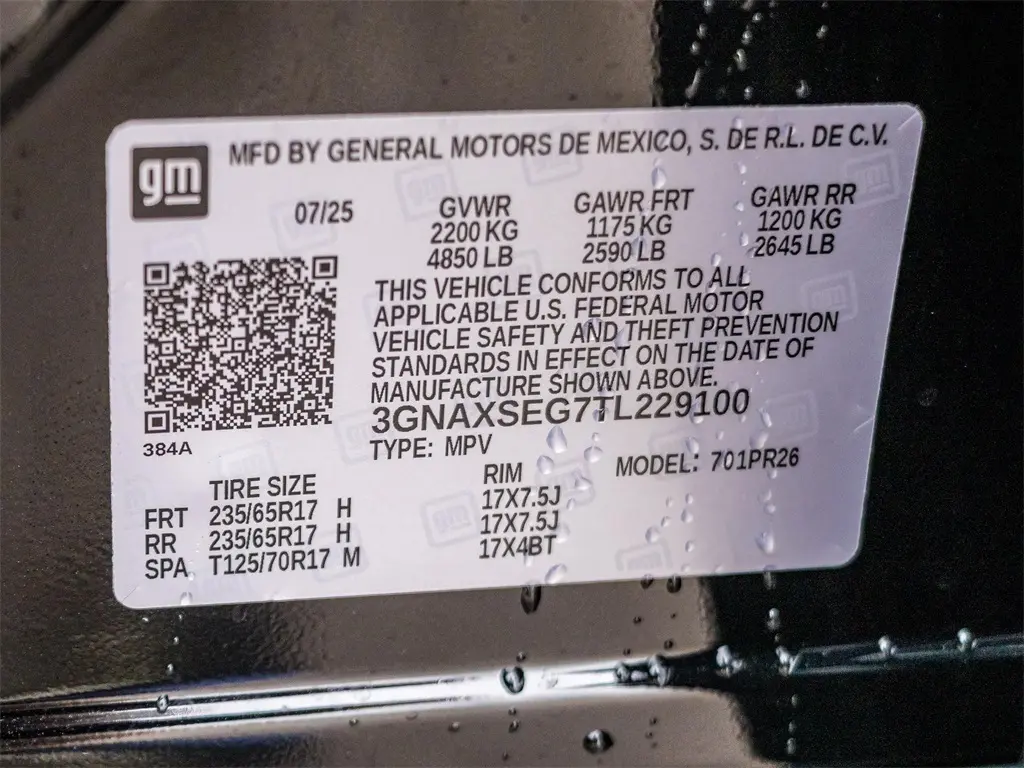 gm MFD BY GENERAL MOTORS DE MEXICO, S. DE R.L. DE C.V.
07/25 GVWR GAWR FRT GAWR RR
2200 KG 1175 KG 1200 KG
4850 LB 2590 LB 2645 LB
THIS VEHICLE CONFORMS TO ALL
APPLICABLE U.S. FEDERAL MOTOR
VEHICLE SAFETY AND THEFT PREVENTION
STANDARDS IN EFFECT ON THE DATE OF
MANUFACTURE SHOWN ABOVE.
3GNAXSEG7TL229100
384A
TYPE: MPV MODEL: 701PR26
TIRE SIZE RIM
FRT 235/65R17 H 17X7.5J
RR 235/65R17 H 17X7.5J
SPA T125/70R17 M 17X4BT